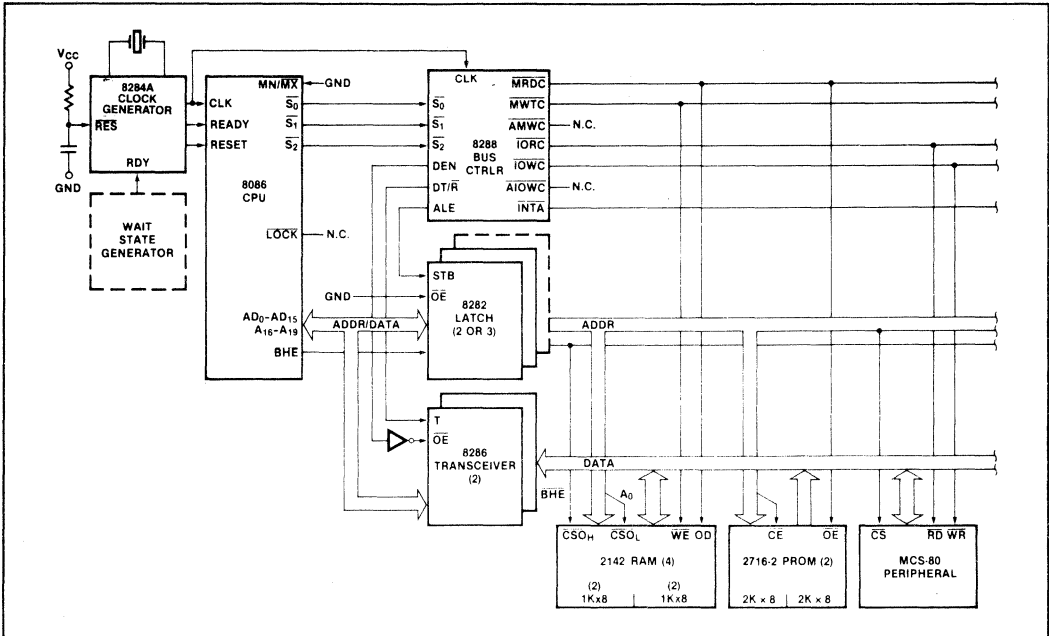 VCC
GND
8284A
CLOCK
GENERATOR
RES
RDY
WAIT
STATE
GENERATOR
MN/MX
GND
CLK
READY
RESET
S0
S1
S2
8086
CPU
LOCK
N.C.
AD0-AD15
A16-A19
BHE
ADDR/DATA
CLK
S0
S1
S2
DEN
DT/R
ALE
8288
BUS
CTRLR
MRDC
MWTC
AMWC
N.C.
IORC
IOWC
AIOWC
N.C.
INTA
STB
GND
OE
8282
LATCH
(2 OR 3)
ADDR
T
OE
8286
TRANSCEIVER
(2)
DATA
BHE
A0
CSOH
CSOL
WE OD
2142 RAM (4)
(2)
1Kx8
(2)
1Kx8
CE
OE
2716-2 PROM (2)
2K × 8
2K × 8
CS
RD WR
MCS-80
PERIPHERAL